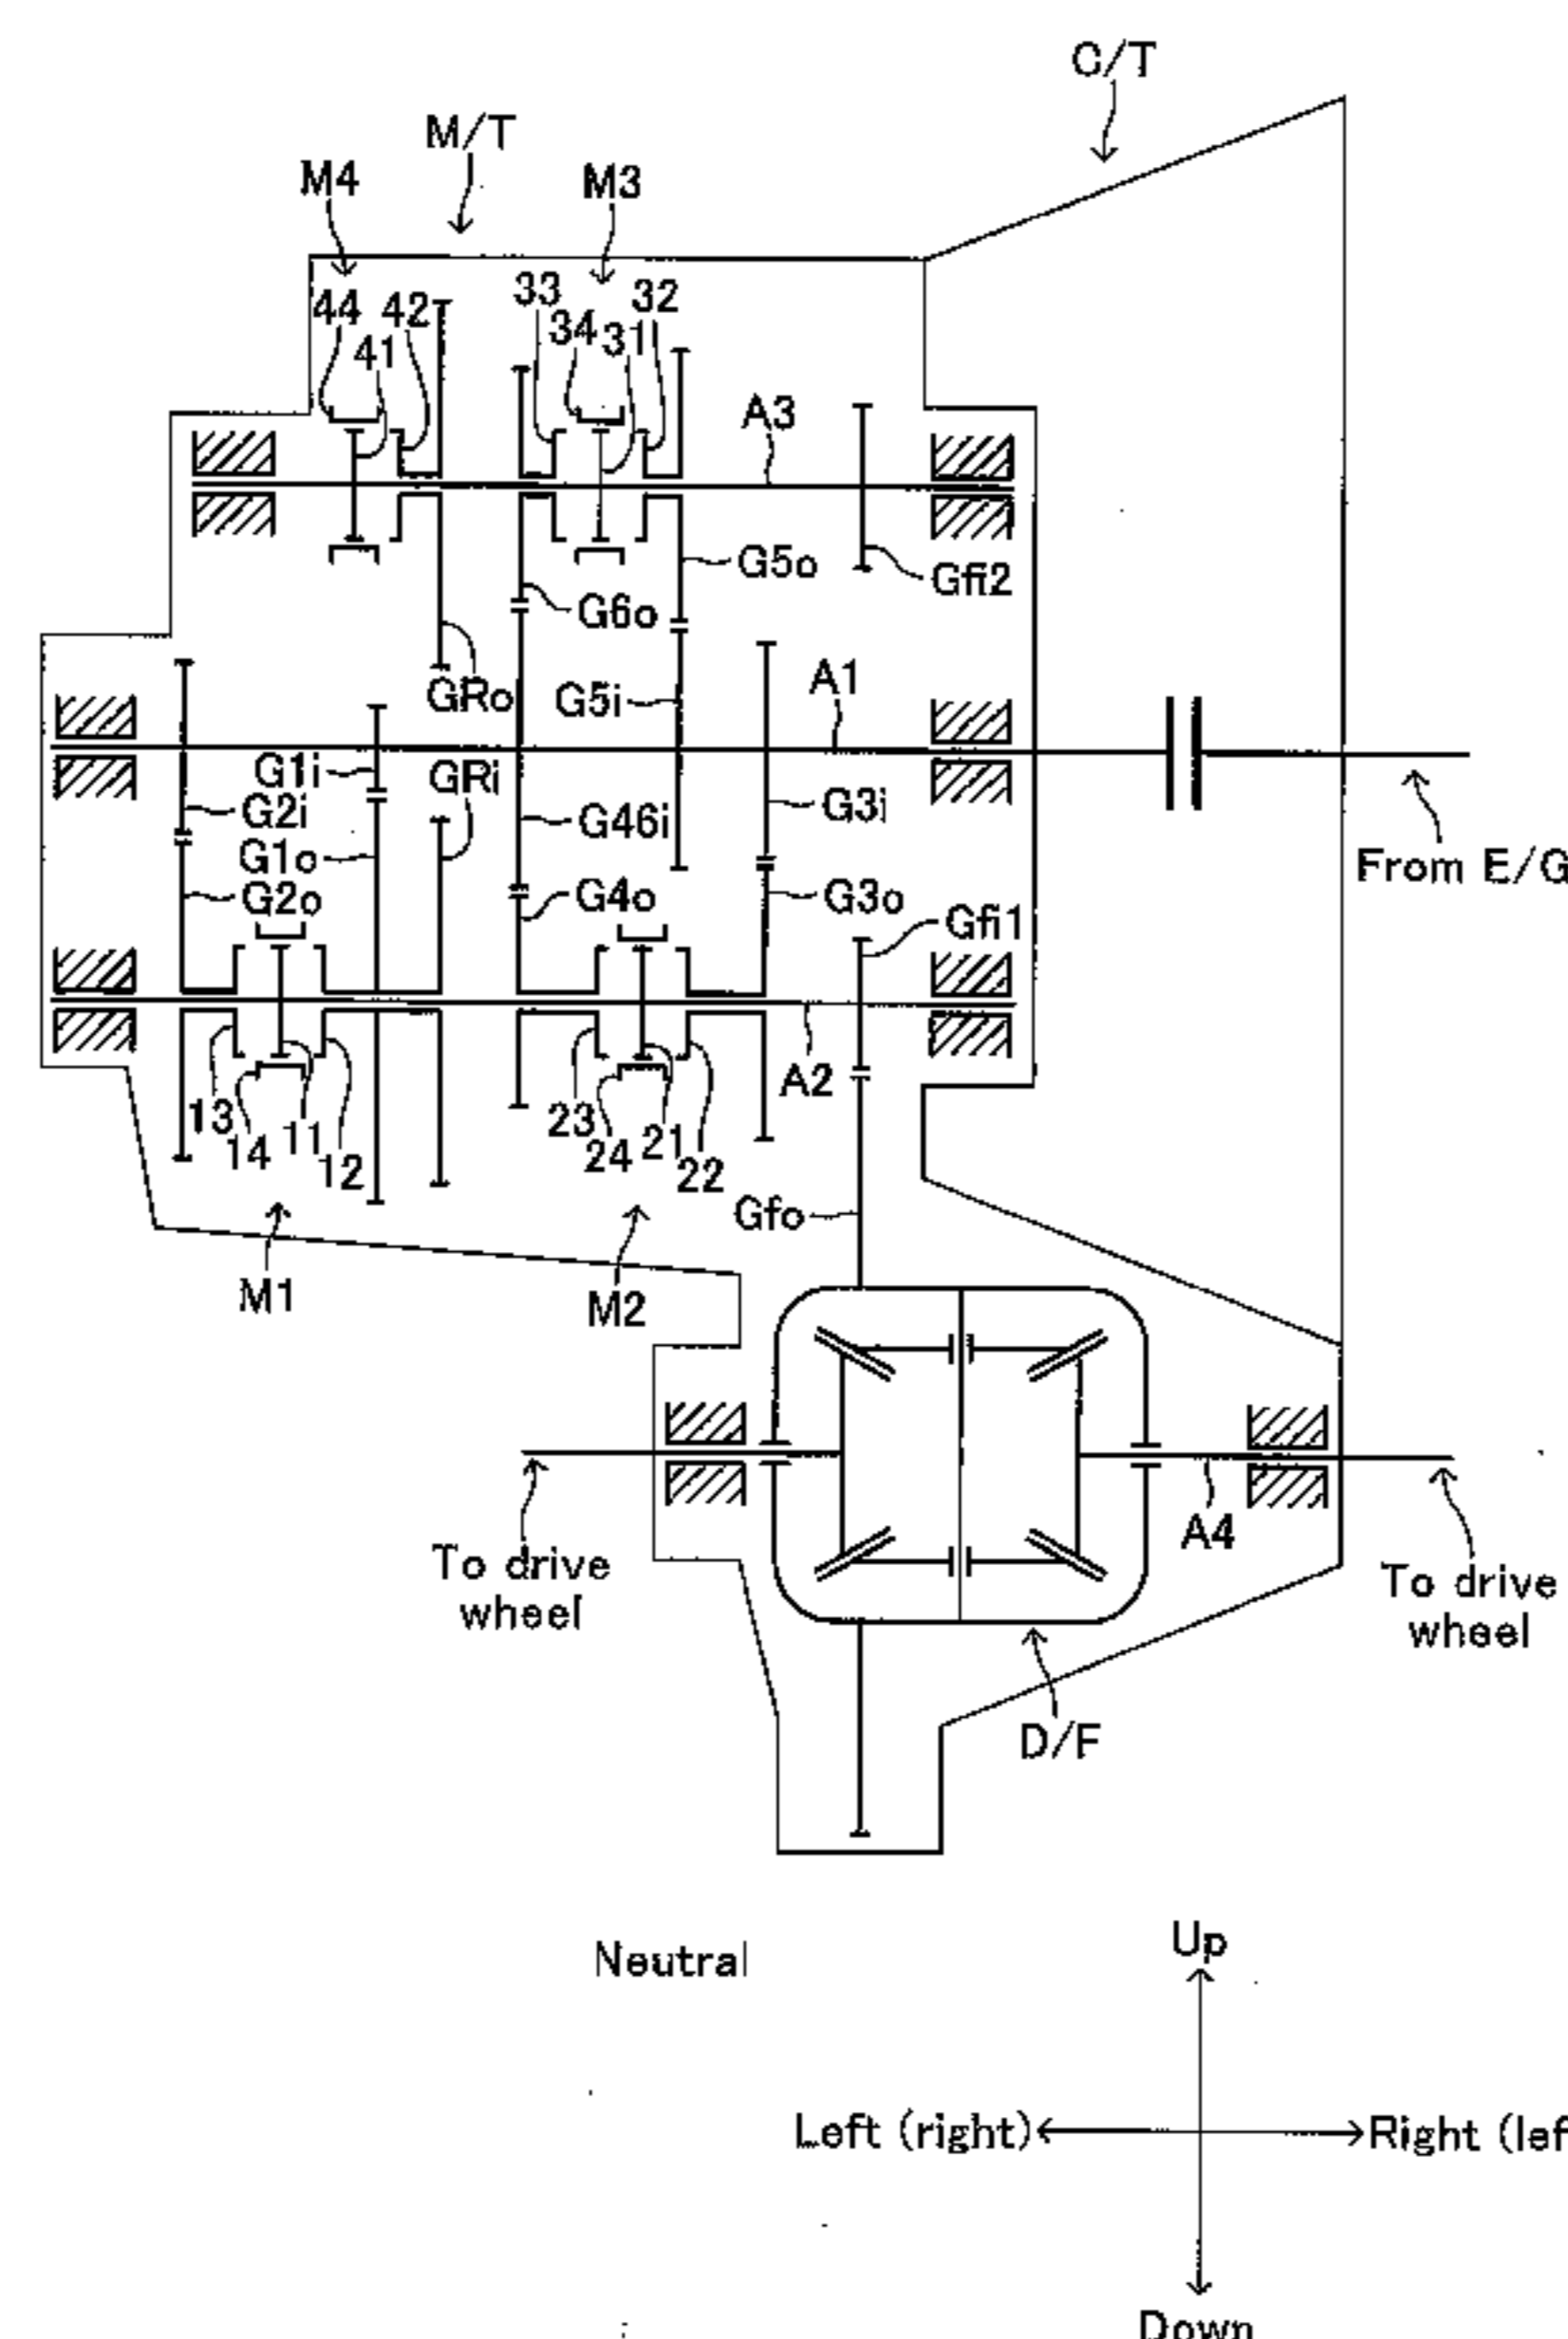 C/T
M/T
M4
M3
33
32
44
42
34
31
41
A3
G5o
Gfi2
G6o
A1
GRo
G5i
G1i
GRi
G2i
G46i
G3i
G1o
From E/G
G2o
G4o
G3o
Gfi1
A2
13
14
11
12
23
24
21
22
Gfo
M1
M2
A4
To drive
wheel
To drive
wheel
D/F
Neutral
Up
Left (right)
Right (lef
Down